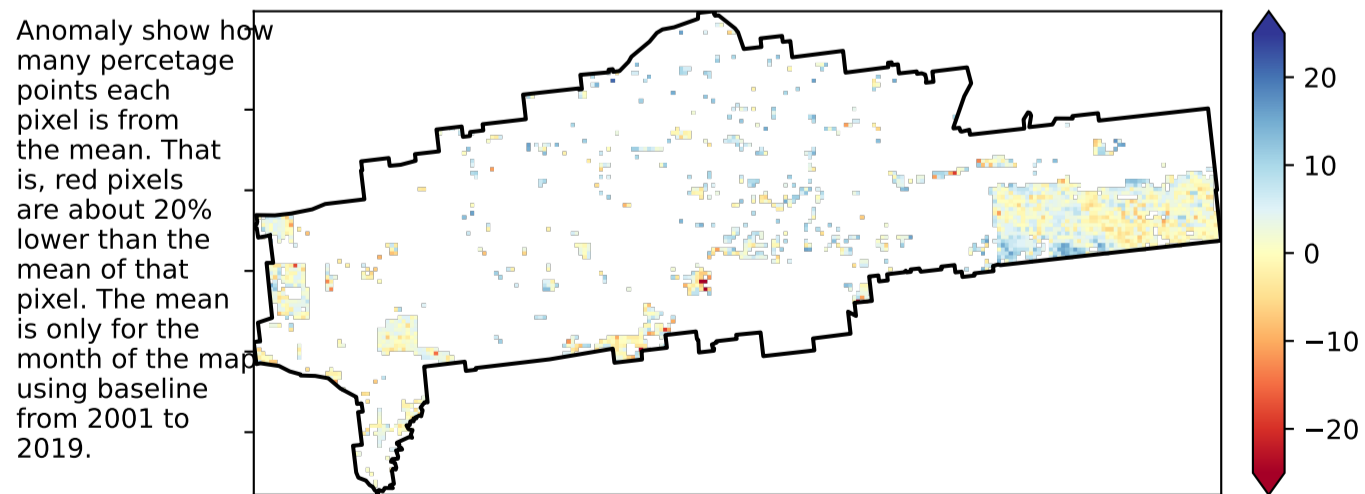 Anomaly show how
many percetage
points each
pixel is from
the mean. That
is, red pixels
are about 20%
lower than the
mean of that
pixel. The mean
is only for the
month of the map
using baseline
from 2001 to
2019.
20
10
0
−10
−20